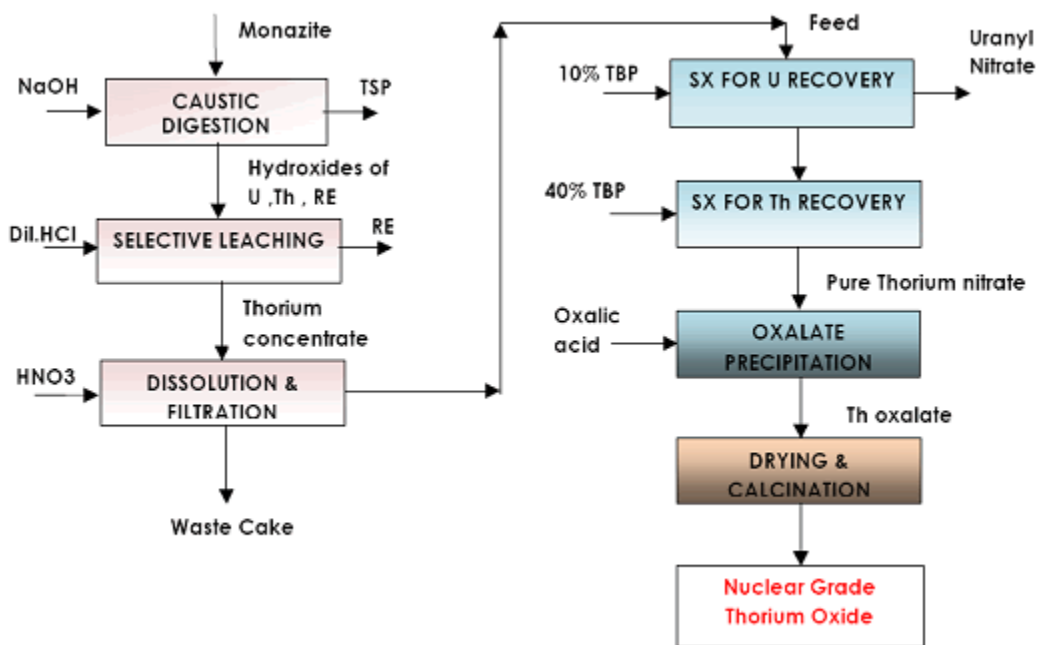 Monazite
NaOH
CAUSTIC
DIGESTION
TSP
Hydroxides of
U ,Th , RE
Dil.HCl
SELECTIVE LEACHING
RE
Thorium
concentrate
HNO3
DISSOLUTION &
FILTRATION
Waste Cake
Feed
10% TBP
SX FOR U RECOVERY
Uranyl
Nitrate
40% TBP
SX FOR Th RECOVERY
Pure Thorium nitrate
Oxalic
acid
OXALATE
PRECIPITATION
Th oxalate
DRYING &
CALCINATION
Nuclear Grade
Thorium Oxide